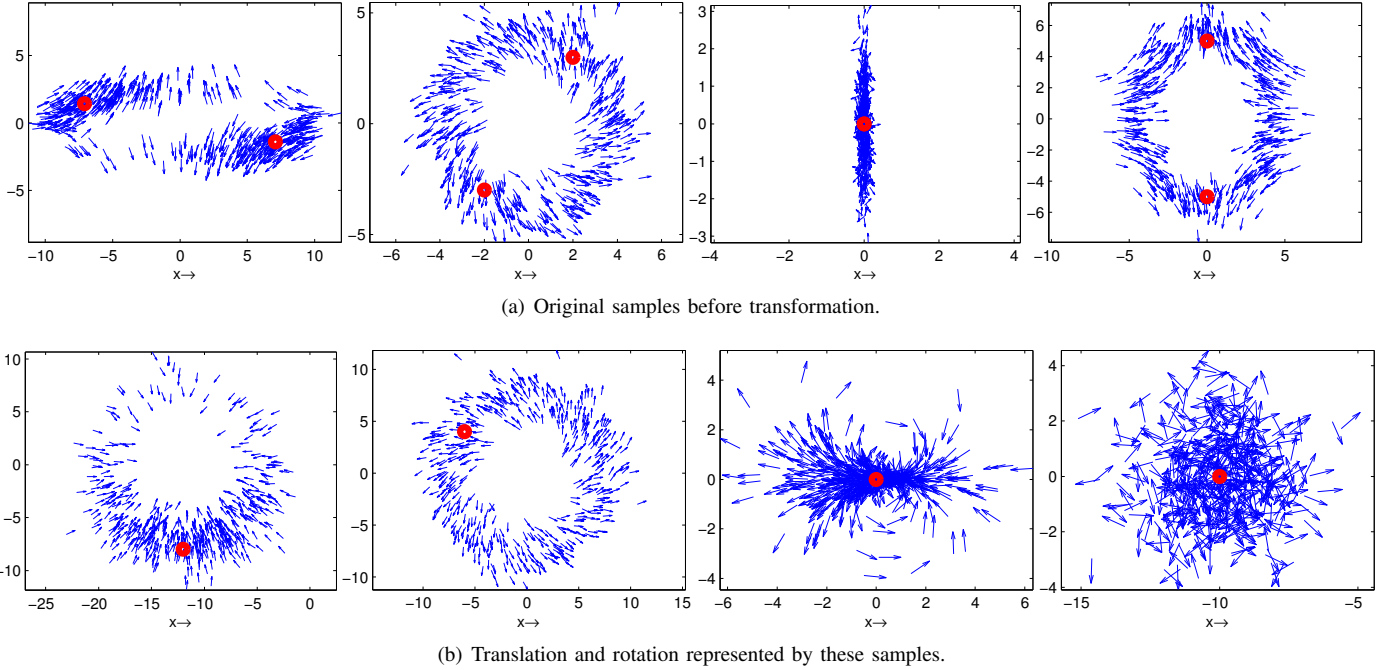 5
0
−5
−10 −5 0 5 10
x→
5
0
−5
−6 −4 −2 0 2 4 6
x→
3
2
1
0
−1
−2
−3
−4 −2 0 2 4
x→
6
4
2
0
−2
−4
−6
−10 −5 0 5
x→
(a) Original samples before transformation.
10
5
0
−5
−10
−25 −20 −15 −10 −5 0
x→
10
5
0
−5
−10
−10 −5 0 5 10 15
x→
4
2
0
−2
−4
−6 −4 −2 0 2 4 6
x→
4
2
0
−2
−4
−15 −10 −5
x→
(b) Translation and rotation represented by these samples.